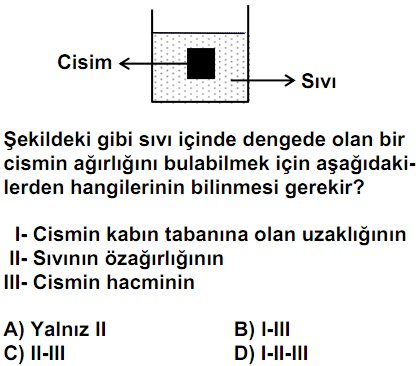 Cisim
Sıvı
Şekildeki gibi sıvı içinde dengede olan bir
cismin ağırlığını bulabilmek için aşağıdaki-
lerden hangilerinin bilinmesi gerekir?
I- Cismin kabın tabanına olan uzaklığının
II- Sıvının özağırlığının
III- Cismin hacminin
A) Yalnız II B) I-III
C) II-III D) I-II-III